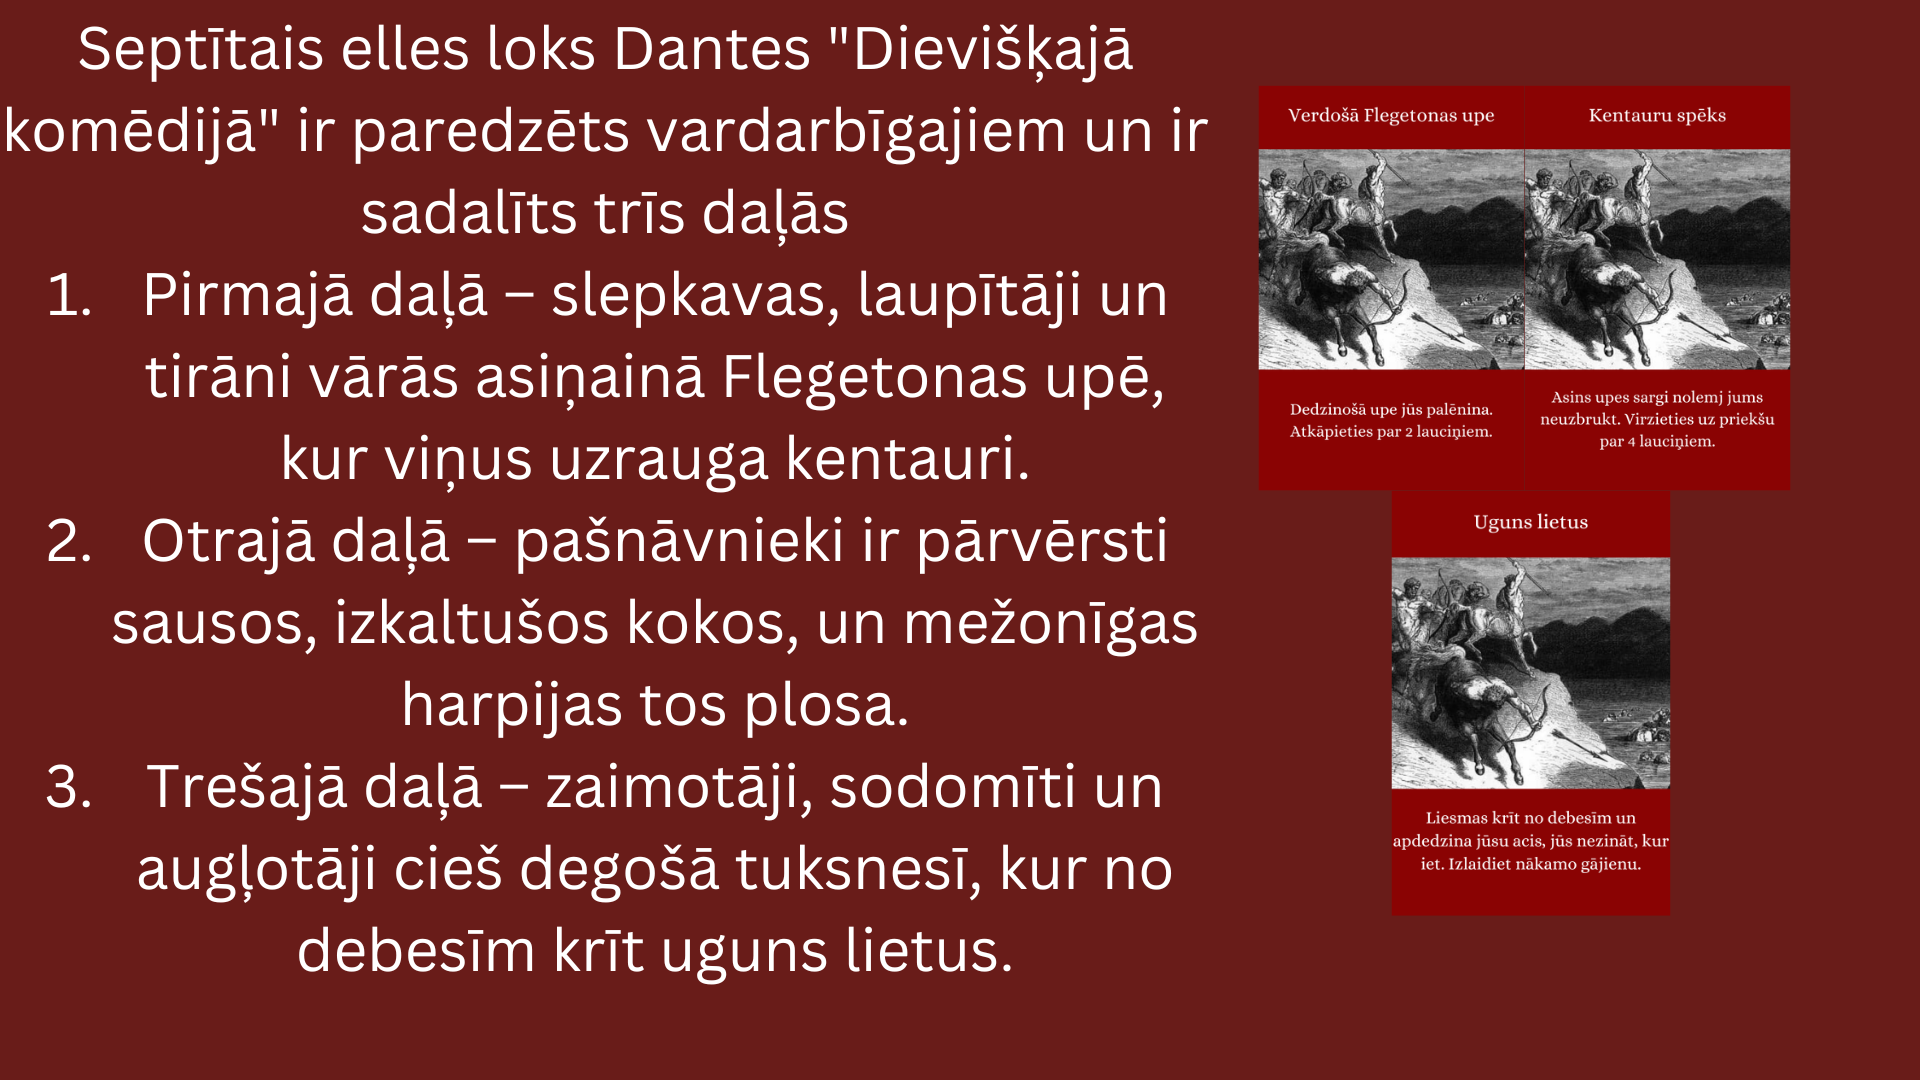 Septītais elles loks Dantes "Dievišķajā
komēdijā" ir paredzēts vardarbīgajiem un ir
sadalīts trīs daļās
1. Pirmajā daļā – slepkavas, laupītāji un
tirāni vārās asiņainā Flegetonas upē,
kur viņus uzrauga kentauri.
2. Otrajā daļā – pašnāvnieki ir pārvērsti
sausos, izkaltušos kokos, un mežonīgas
harpijas tos plosa.
3. Trešajā daļā – zaimotāji, sodomīti un
augļotāji cieš degošā tuksnesī, kur no
debesīm krīt uguns lietus.
Verdošā Flegetonas upe
Dedzinošā upe jūs palēnina.
Atkāpieties par 2 lauciņiem.
Kentauru spēks
Asins upes sargi nolemj jums
neuzbrukt. Virzieties uz priekšu
par 4 lauciņiem.
Uguns lietus
Liesmas krīt no debesīm un
apdedzina jūsu acis, jūs nezināt, kur
iet. Izlaidiet nākamo gājienu.